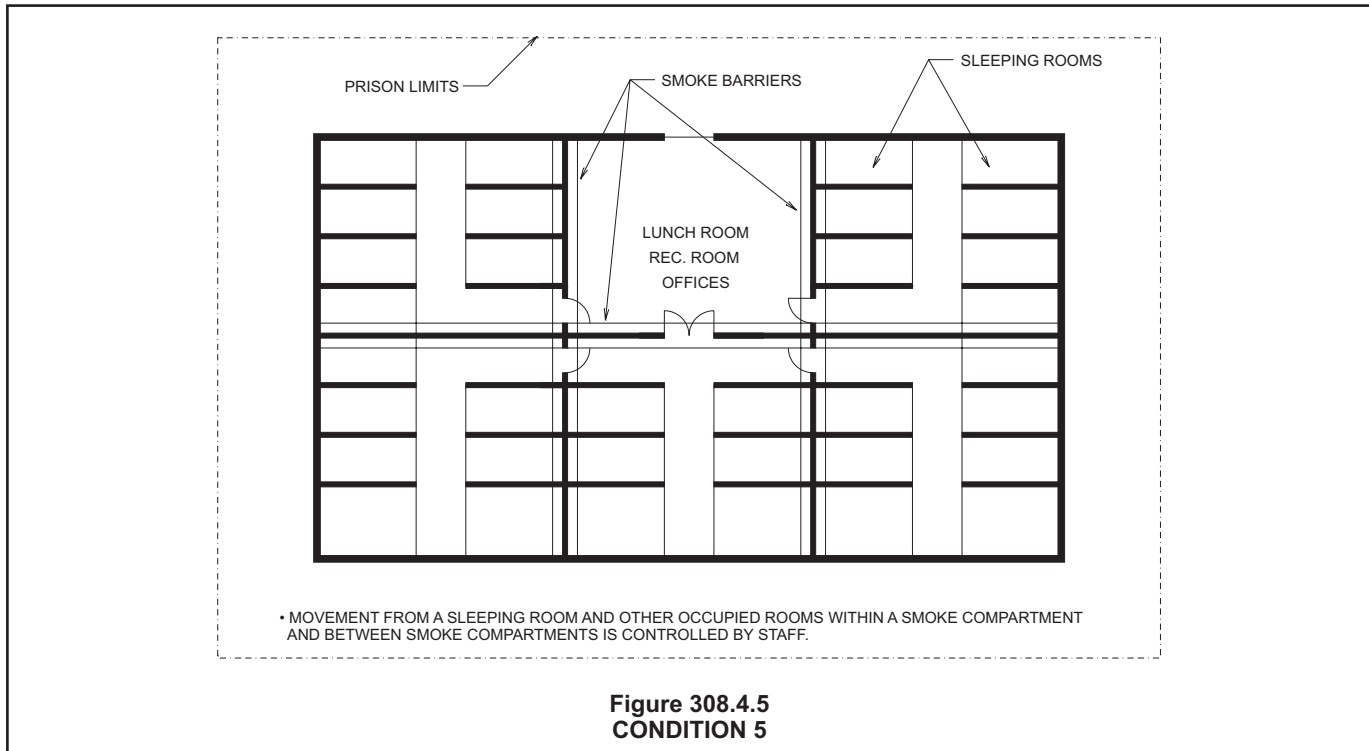 PRISON LIMITS
SMOKE BARRIERS
SLEEPING ROOMS
LUNCH ROOM
REC. ROOM
OFFICES
• MOVEMENT FROM A SLEEPING ROOM AND OTHER OCCUPIED ROOMS WITHIN A SMOKE COMPARTMENT
AND BETWEEN SMOKE COMPARTMENTS IS CONTROLLED BY STAFF.
Figure 308.4.5
CONDITION 5